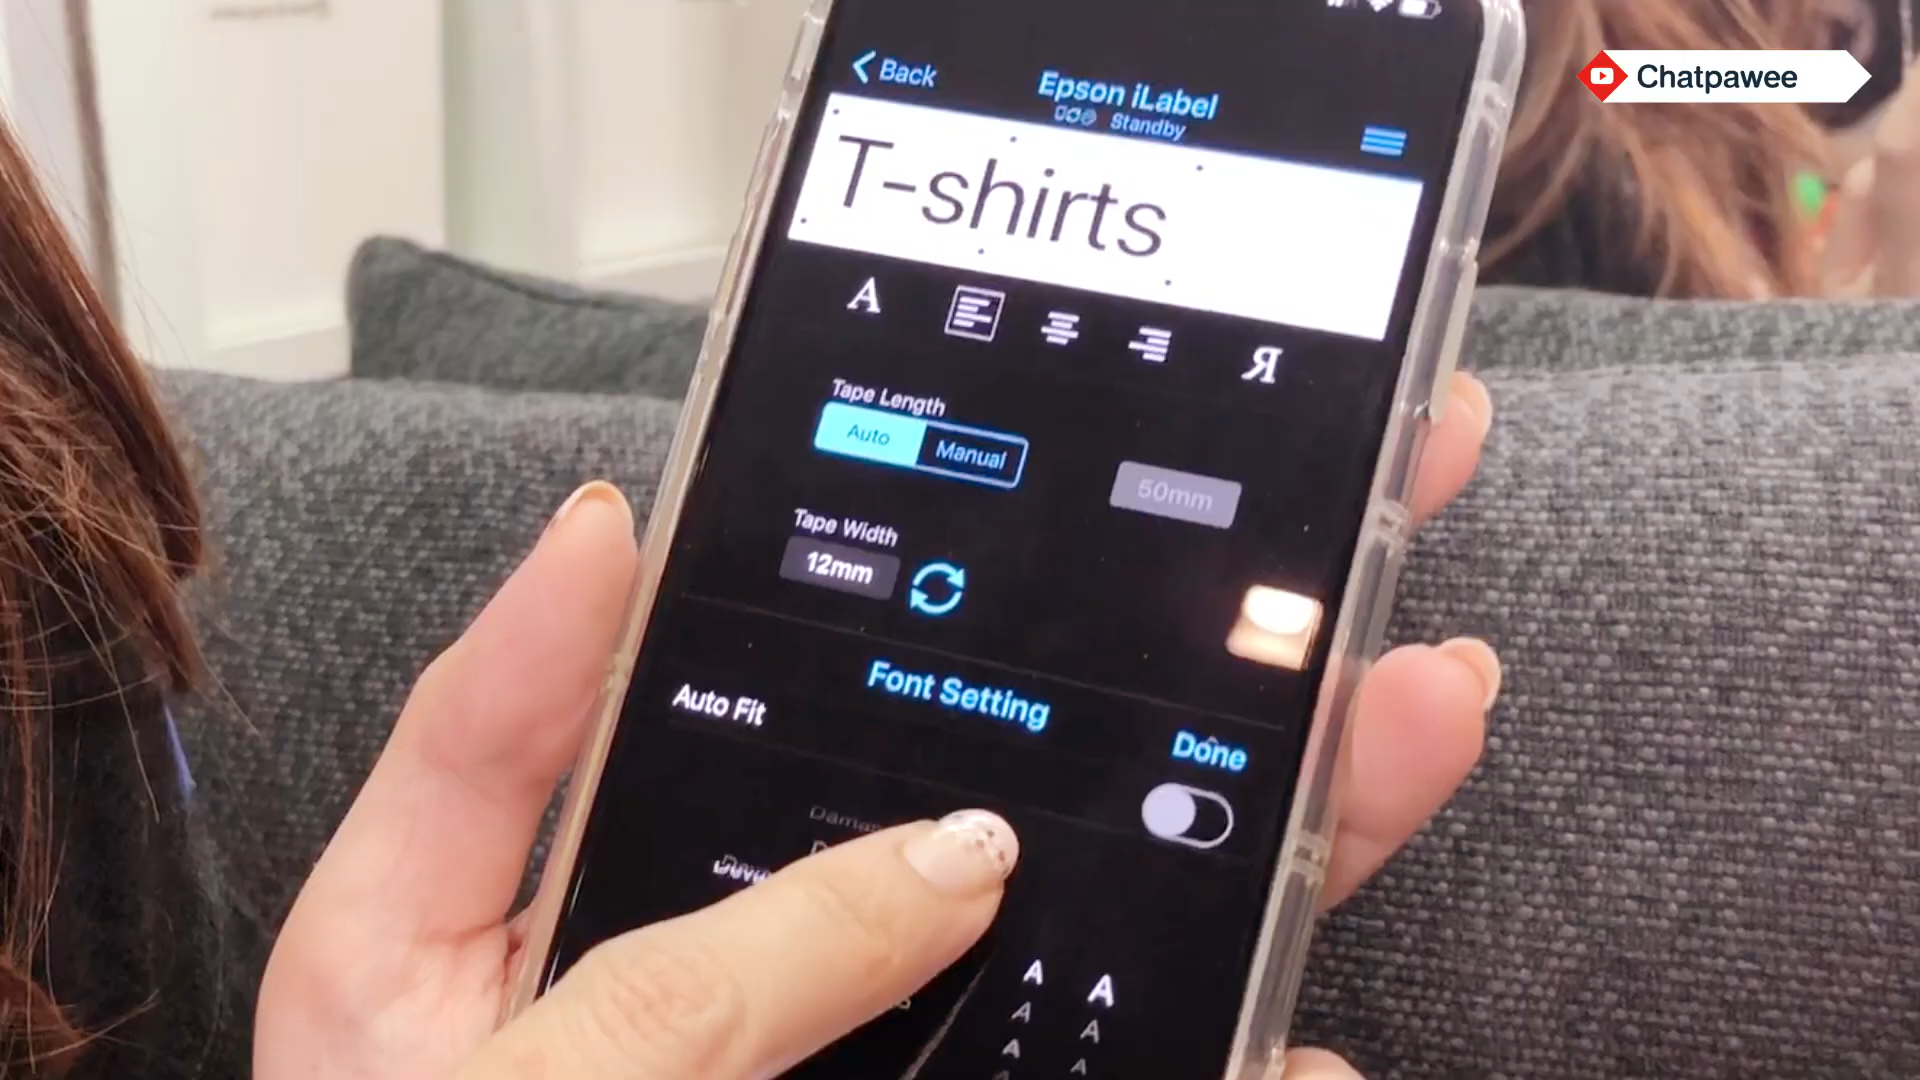 Chatpawee
Back
Epson iLabel
Standby
T-shirts
A
Я
Tape Length
Auto
Manual
50mm
Tape Width
12mm
Font Setting
Auto Fit
Done
A A
A A
A A